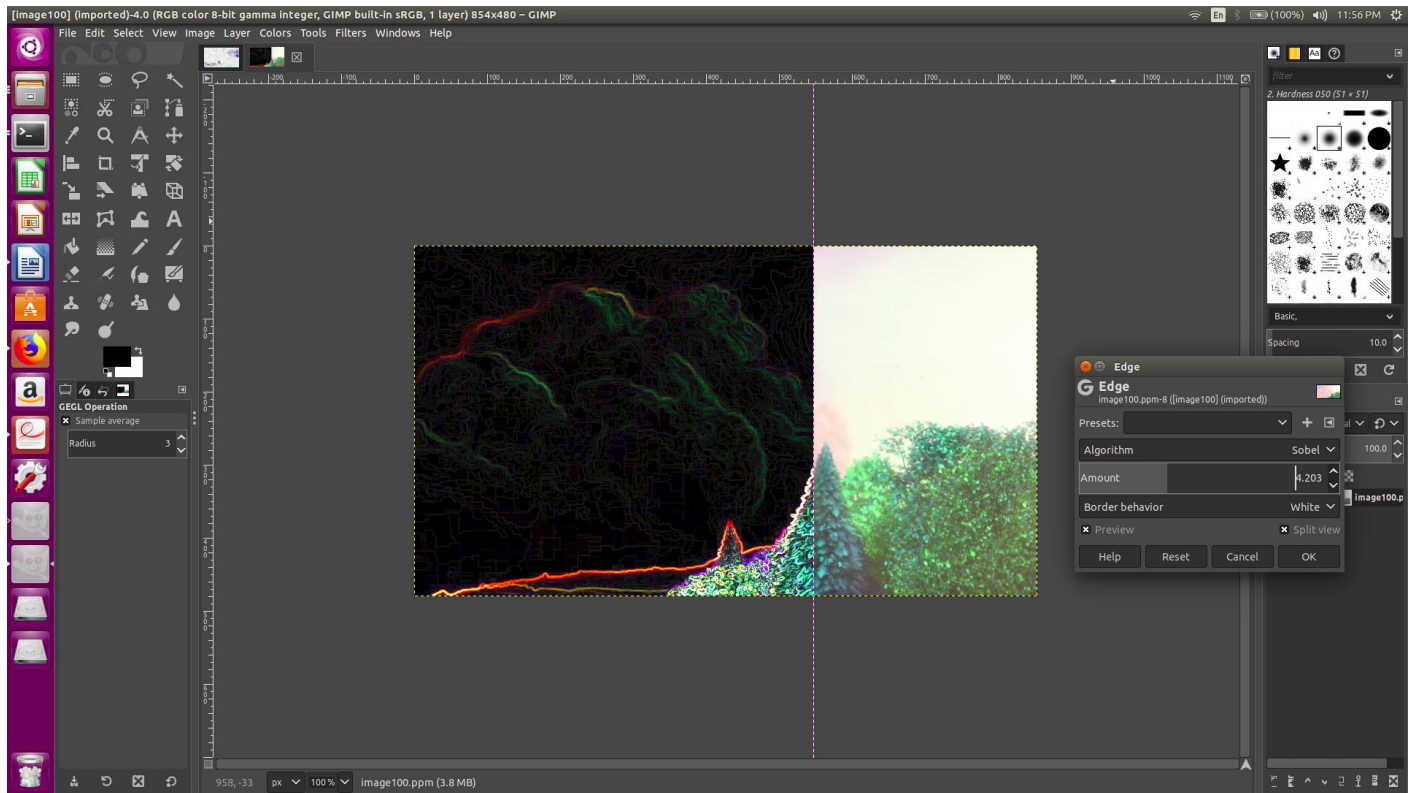 [image100] (imported)-4.0 (RGB color 8-bit gamma integer, GIMP built-in sRGB, 1 layer) 854x480 – GIMP
En (100%) 11:56 PM
File Edit Select View Image Layer Colors Tools Filters Windows Help
filter
2. Hardness 050 (51 × 51)
Basic,
Spacing 10.0
GEGL Operation
Sample average
Radius 3
Edge
Edge
image100.ppm-8 ([image100] (imported))
Presets:
Algorithm Sobel
Amount 4.203
Border behavior White
Preview Split view
Help Reset Cancel OK
100.0
image100.p
958, -33 px 100 % image100.ppm (3.8 MB)